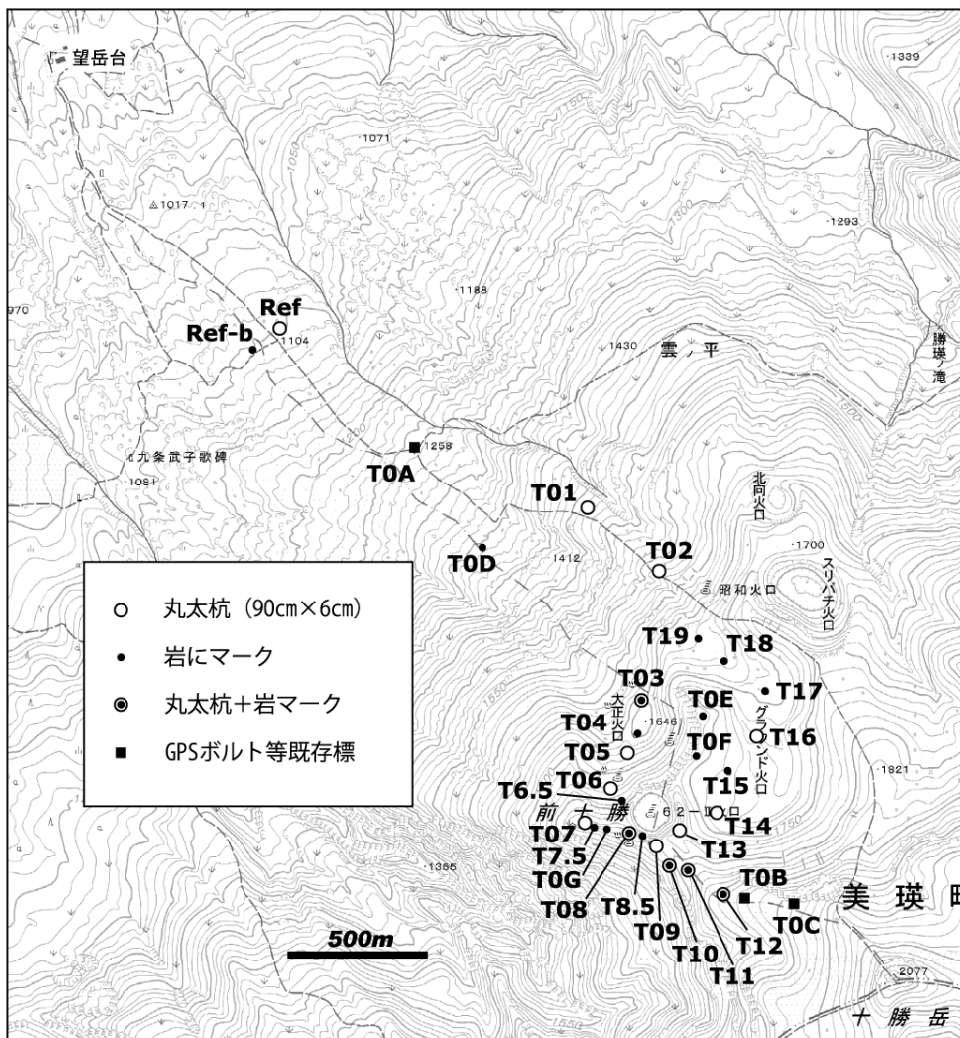 望岳台
・1339
・1071
1017.1
・1293
970
・1188
Ref
Ref-b
・1104
・1430
雲ノ平
勝瑛ノ滝
1258
九条武子歌碑
1081
T0A
T01
北向火口
T0D
・1412
T02
・1700
スリバチ火口
昭和火口
丸太杭（90cm×6cm）
岩にマーク
丸太杭＋岩マーク
GPSボルト等既存標
T19
T18
T03
T17
大正火口
T0E
T04
・1646
グラウンド火口
T16
T05
T0F
・1821
T06
T15
T6.5
前十勝
６２－Ⅱ火口
T14
T07
T13
T7.5
T0G
・1365
T08
T8.5
T09
T10
T11
T12
T0B
T0C
美瑛町
500m
2077
十勝岳